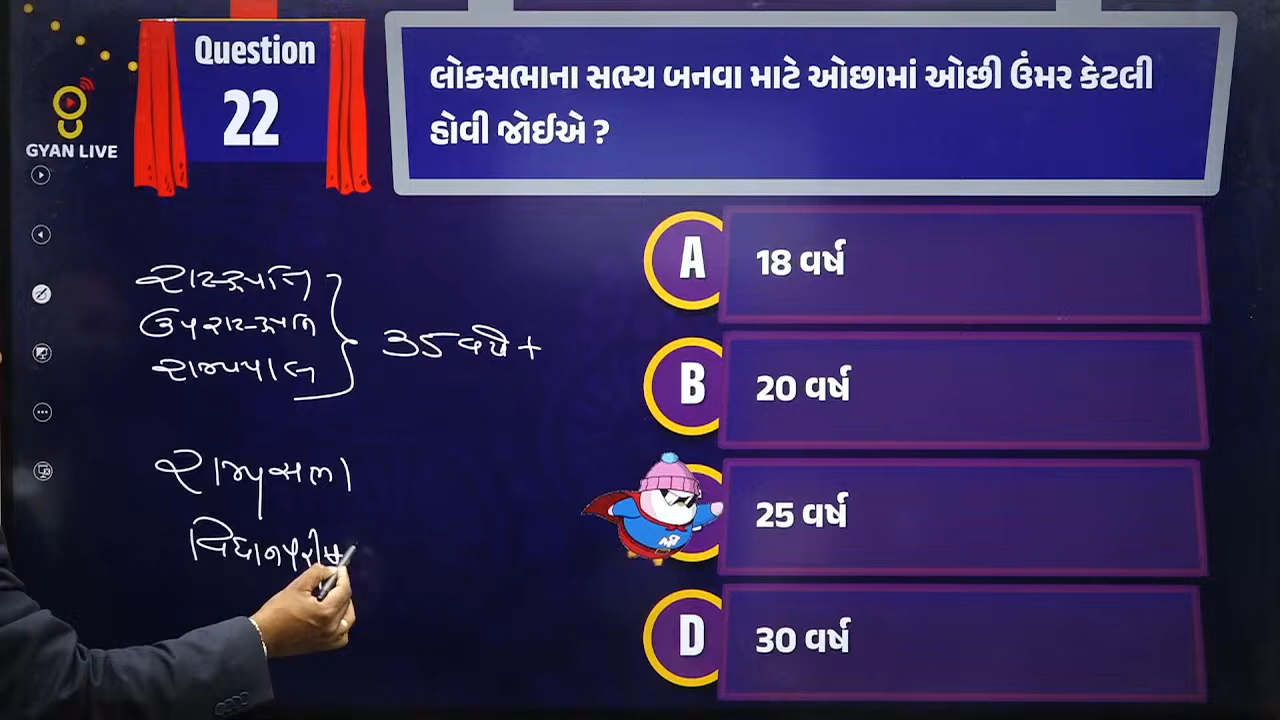 Question
22
GYAN LIVE
લોકસભાના સભ્ય બનવા માટે ઓછામાં ઓછી ઉંમર કેટલી
હોવી જોઈએ ?
A
18 વર્ષ
B
20 વર્ષ
25 વર્ષ
D
30 વર્ષ
રાષ્ટ્રપતિ
ઉપરાષ્ટ્રપતિ
રાજ્યપાલ
35 વર્ષ +
રાજ્યસભા